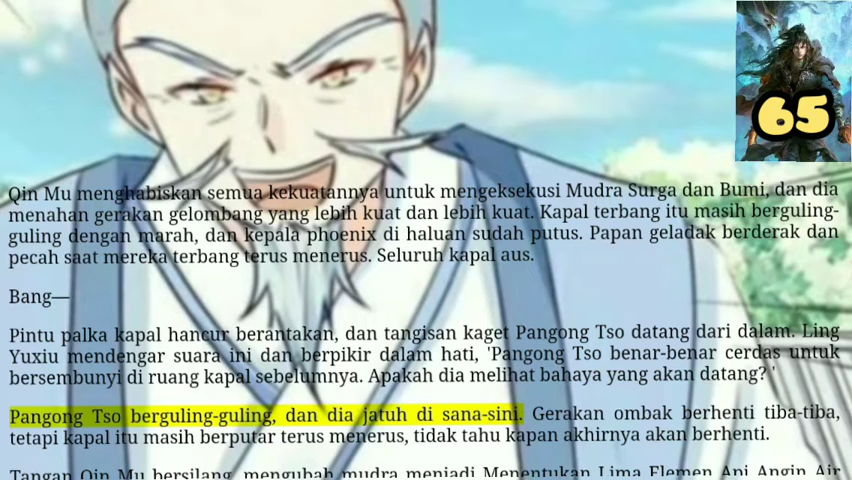 65
Qin Mu menghabiskan semua kekuatannya untuk mengeksekusi Mudra Surga dan Bumi, dan dia
menahan gerakan gelombang yang lebih kuat dan lebih kuat. Kapal terbang itu masih berguling-
guling dengan marah, dan kepala phoenix di haluan sudah putus. Papan geladak berderak dan
pecah saat mereka terbang terus menerus. Seluruh kapal aus.
Bang—
Pintu palka kapal hancur berantakan, dan tangisan kaget Pangong Tso datang dari dalam. Ling
Yuxiu mendengar suara ini dan berpikir dalam hati, 'Pangong Tso benar-benar cerdas untuk
bersembunyi di ruang kapal sebelumnya. Apakah dia melihat bahaya yang akan datang? '
Pangong Tso berguling-guling, dan dia jatuh di sana-sini. Gerakan ombak berhenti tiba-tiba,
tetapi kapal itu masih berputar terus menerus, tidak tahu kapan akhirnya akan berhenti.
Tangan Qin Mu bersilang, mengubah mudra menjadi Menentukan Lima Elemen Api Angin Air